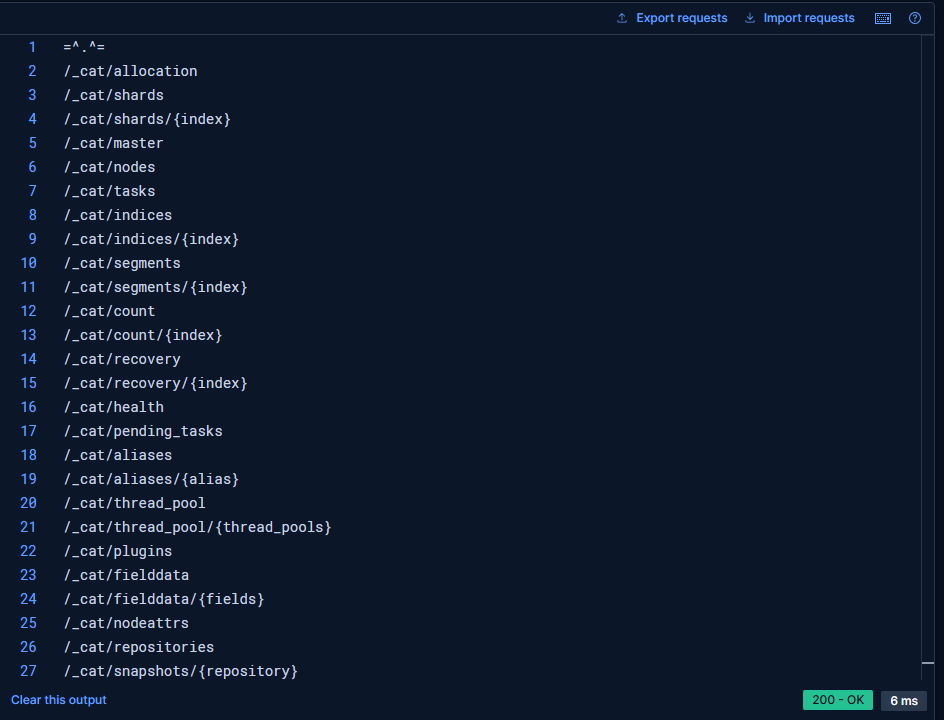 Export requests Import requests
1 =^.^=
2 /_cat/allocation
3 /_cat/shards
4 /_cat/shards/{index}
5 /_cat/master
6 /_cat/nodes
7 /_cat/tasks
8 /_cat/indices
9 /_cat/indices/{index}
10 /_cat/segments
11 /_cat/segments/{index}
12 /_cat/count
13 /_cat/count/{index}
14 /_cat/recovery
15 /_cat/recovery/{index}
16 /_cat/health
17 /_cat/pending_tasks
18 /_cat/aliases
19 /_cat/aliases/{alias}
20 /_cat/thread_pool
21 /_cat/thread_pool/{thread_pools}
22 /_cat/plugins
23 /_cat/fielddata
24 /_cat/fielddata/{fields}
25 /_cat/nodeattrs
26 /_cat/repositories
27 /_cat/snapshots/{repository}
Clear this output 200 - OK 6 ms